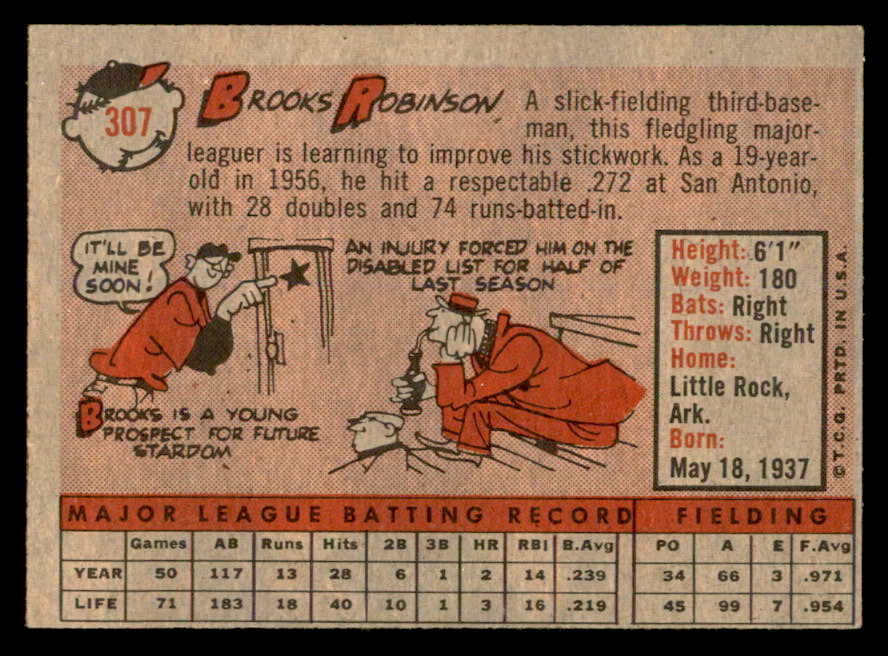 307
BROOKS ROBINSON A slick-fielding third-base-
man, this fledgling major-
leaguer is learning to improve his stickwork. As a 19-year-
old in 1956, he hit a respectable .272 at San Antonio,
with 28 doubles and 74 runs-batted-in.
IT'LL BE
MINE
SOON!
BROOKS IS A YOUNG
PROSPECT FOR FUTURE
STARDOM
AN INJURY FORCED HIM ON THE
DISABLED LIST FOR HALF OF
LAST SEASON
Height: 6'1"
Weight: 180
Bats: Right
Throws: Right
Home:
Little Rock,
Ark.
Born:
May 18, 1937
© T.C.G. PRTD. IN U.S.A.
MAJOR LEAGUE BATTING RECORD FIELDING
Games AB Runs Hits 2B 3B HR RBI B.Avg PO A E F.Avg
YEAR 50 117 13 28 6 1 2 14 .239 34 66 3 .971
LIFE 71 183 18 40 10 1 3 16 .219 45 99 7 .954